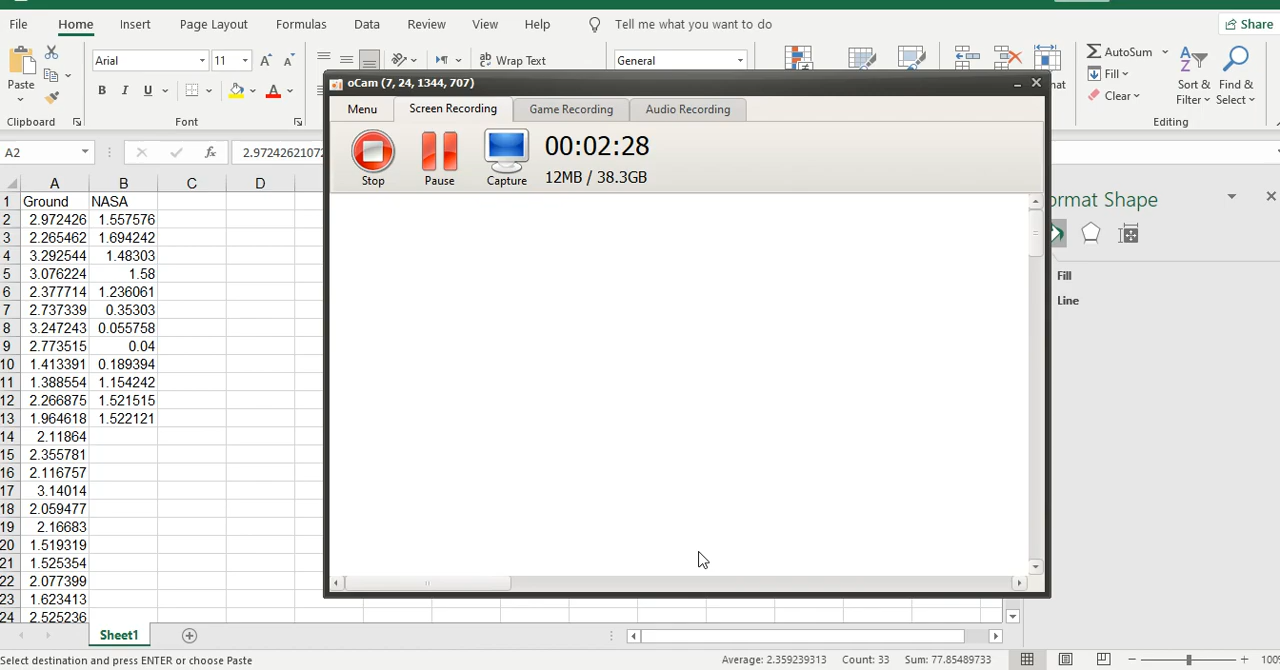 File Home Insert Page Layout Formulas Data Review View Help Tell me what you want to do Share
Arial 11 Wrap Text General AutoSum
Paste B I U A Fill Sort & Find &
Clear Filter Select
Clipboard Font Editing
oCam (7, 24, 1344, 707)
Menu Screen Recording Game Recording Audio Recording
00:02:28
12MB / 38.3GB
Stop Pause Capture
A2 fx 2.97242621072
A B C D
1 Ground NASA
2 2.972426 1.557576
3 2.265462 1.694242
4 3.292544 1.48303
5 3.076224 1.58
6 2.377714 1.236061
7 2.737339 0.35303
8 3.247243 0.055758
9 2.773515 0.04
10 1.413391 0.189394
11 1.388554 1.154242
12 2.266875 1.521515
13 1.964618 1.522121
14 2.11864
15 2.355781
16 2.116757
17 3.14014
18 2.059477
19 2.16683
20 1.519319
21 1.525354
22 2.077399
23 1.623413
24 2.525236
ormat Shape
Fill
Line
Sheet1
Select destination and press ENTER or choose Paste Average: 2.359239313 Count: 33 Sum: 77.85489733